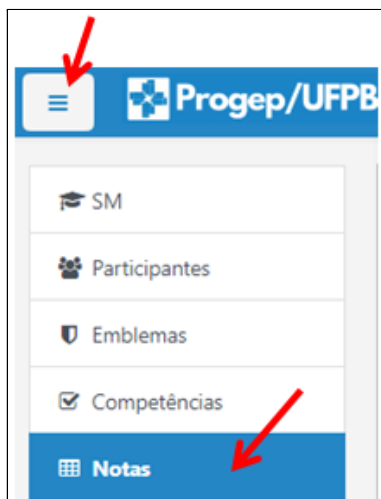 Progep/UFPB
SM
Participantes
Emblemas
Competências
Notas